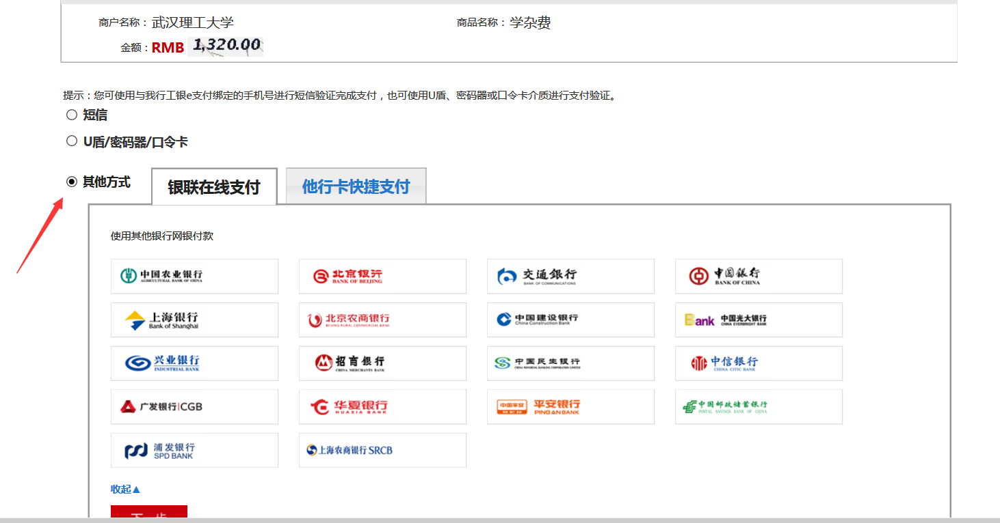 商户名称：武汉理工大学 商品名称：学杂费
金额：RMB 1,320.00
提示：您可使用与我行工银e支付绑定的手机号进行短信验证完成支付，也可使用U盾、密码器或口令卡介质进行支付验证。
短信
U盾/密码器/口令卡
其他方式 银联在线支付 他行卡快捷支付
使用其他银行网银付款
中国农业银行 北京银行 交通银行 中国银行
AGRICULTURAL BANK OF CHINA BANK OF BEIJING BANK OF COMMUNICATIONS BANK OF CHINA
上海银行 北京农商银行 中国建设银行 Bank 中国光大银行
Bank of Shanghai BEIJING RURAL COMMERCIAL BANK China Construction Bank CHINA EVERBRIGHT BANK
兴业银行 招商银行 中国民生银行 中信银行
INDUSTRIAL BANK CHINA MERCHANTS BANK CHINA MINSHENG BANKING CORPORATION LIMITED CHINA CITIC BANK
广发银行|CGB 华夏银行 中国平安 平安银行 中国邮政储蓄银行
HUAXIA BANK PING AN BANK POSTAL SAVINGS BANK OF CHINA
浦发银行 上海农商银行 SRCB
SPD BANK
收起▲
下一步